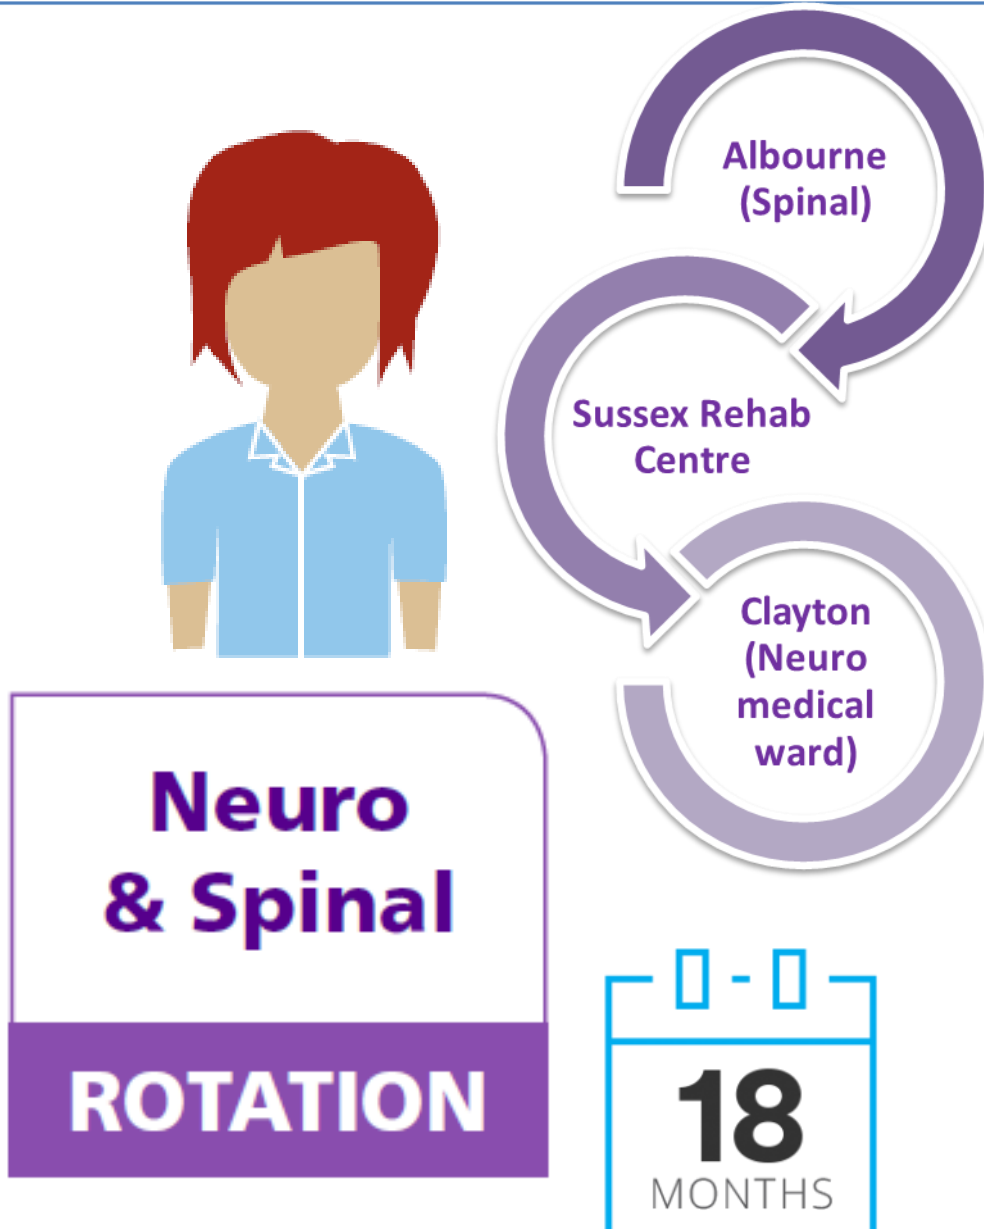 Albourne
(Spinal)
Sussex Rehab
Centre
Clayton
(Neuro
medical
ward)
Neuro
& Spinal
ROTATION
18
MONTHS